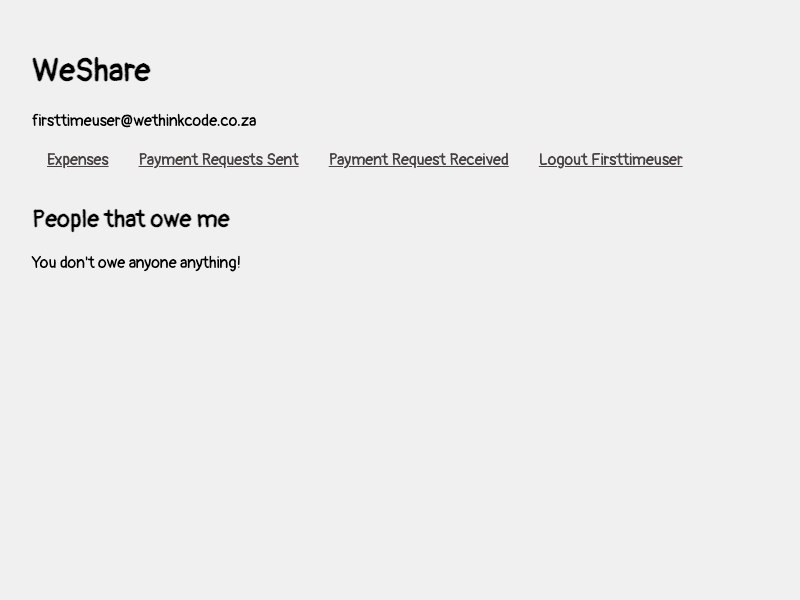 WeShare
firsttimeuser@wethinkcode.co.za
Expenses Payment Requests Sent Payment Request Received Logout Firsttimeuser
People that owe me
You don't owe anyone anything!